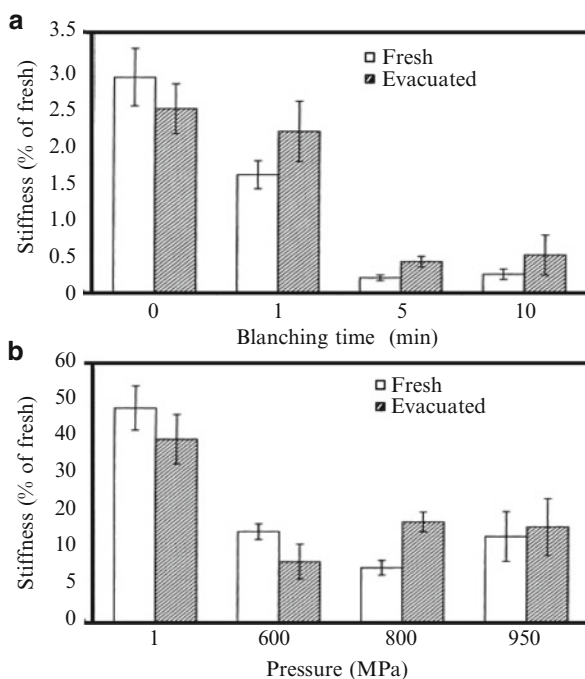 a
3.5
3.0
2.5
2.0
1.5
1.0
0.5
0
Stiffness (% of fresh)
Fresh
Evacuated
0 1 5 10
Blanching time (min)
b
60
50
40
30
20
10
5
0
Stiffness (% of fresh)
Fresh
Evacuated
1 600 800 950
Pressure (MPa)